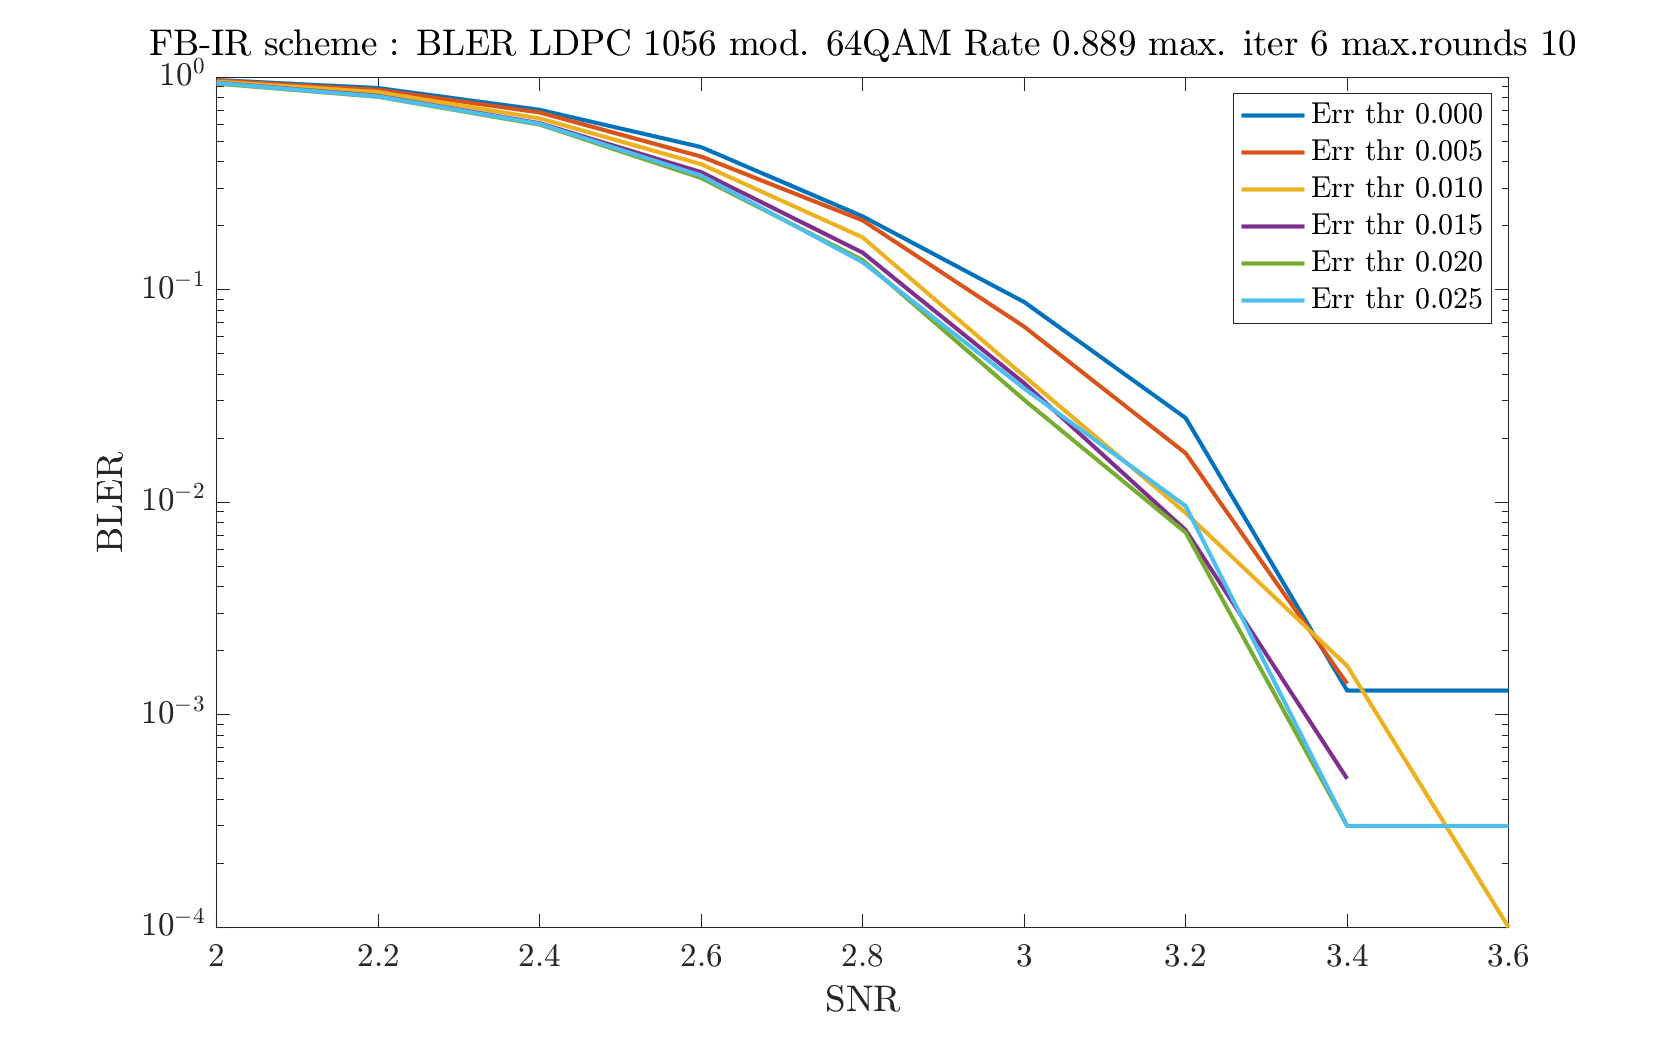 FB-IR scheme : BLER LDPC 1056 mod. 64QAM Rate 0.889 max. iter 6 max.rounds 10
10^0
10^{-1}
10^{-2}
10^{-3}
10^{-4}
BLER
Err thr 0.000
Err thr 0.005
Err thr 0.010
Err thr 0.015
Err thr 0.020
Err thr 0.025
2 2.2 2.4 2.6 2.8 3 3.2 3.4 3.6
SNR